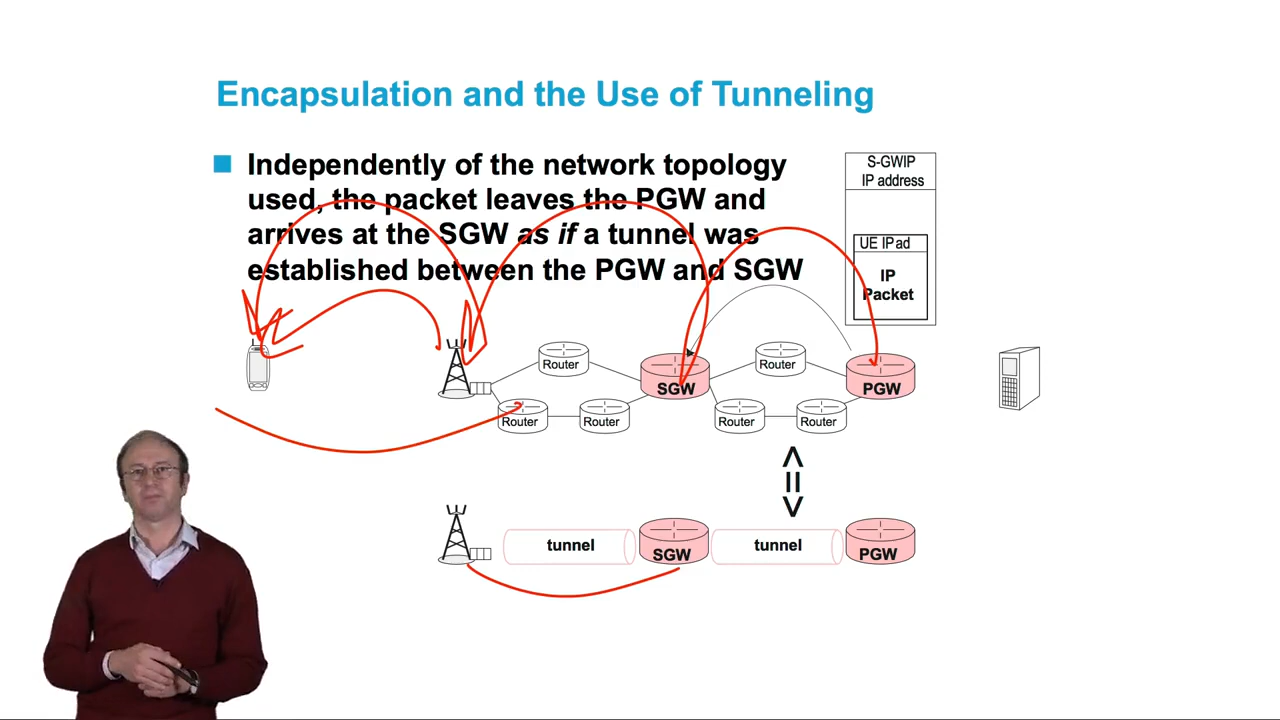 Encapsulation and the Use of Tunneling
Independently of the network topology
used, the packet leaves the PGW and
arrives at the SGW as if a tunnel was
established between the PGW and SGW
S-GWIP
IP address
UE IPad
IP
Packet
Router
Router
SGW
PGW
Router
Router
Router
Router
<=>
tunnel
SGW
tunnel
PGW